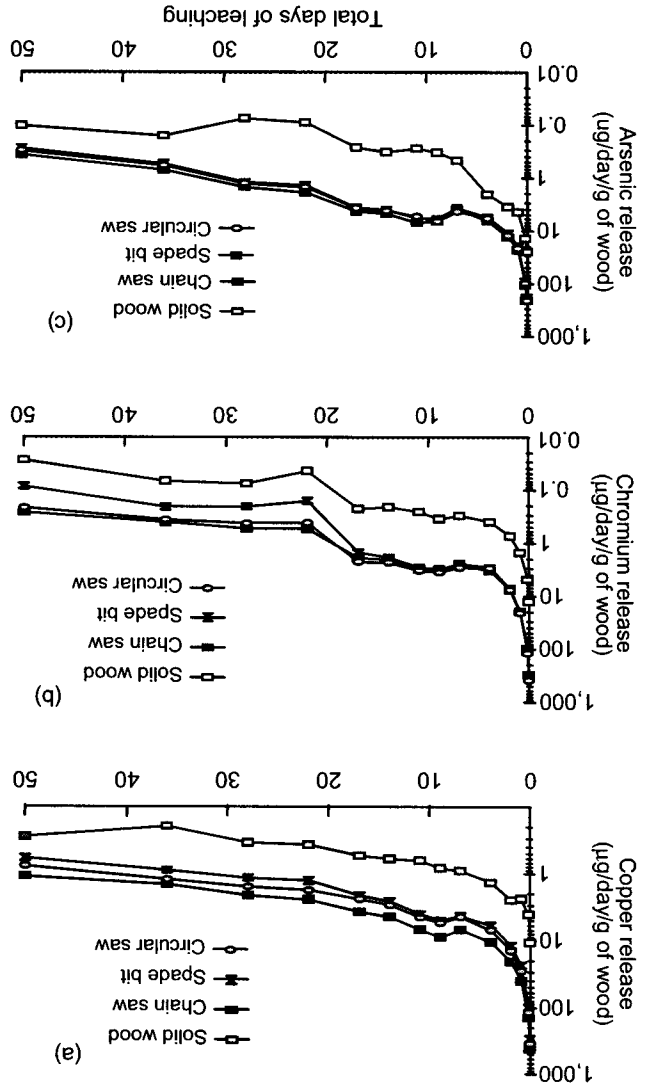 (a)
Copper release
(µg/day/g of wood)
1,000
100
10
1
Solid wood
Chain saw
Spade bit
Circular saw
0 10 20 30 40 50
(b)
Chromium release
(µg/day/g of wood)
1,000
100
10
1
0.1
0.01
Solid wood
Chain saw
Spade bit
Circular saw
0 10 20 30 40 50
(c)
Arsenic release
(ug/day/g of wood)
1,000
100
10
1
0.1
0.01
Solid wood
Chain saw
Spade bit
Circular saw
0 10 20 30 40 50
Total days of leaching